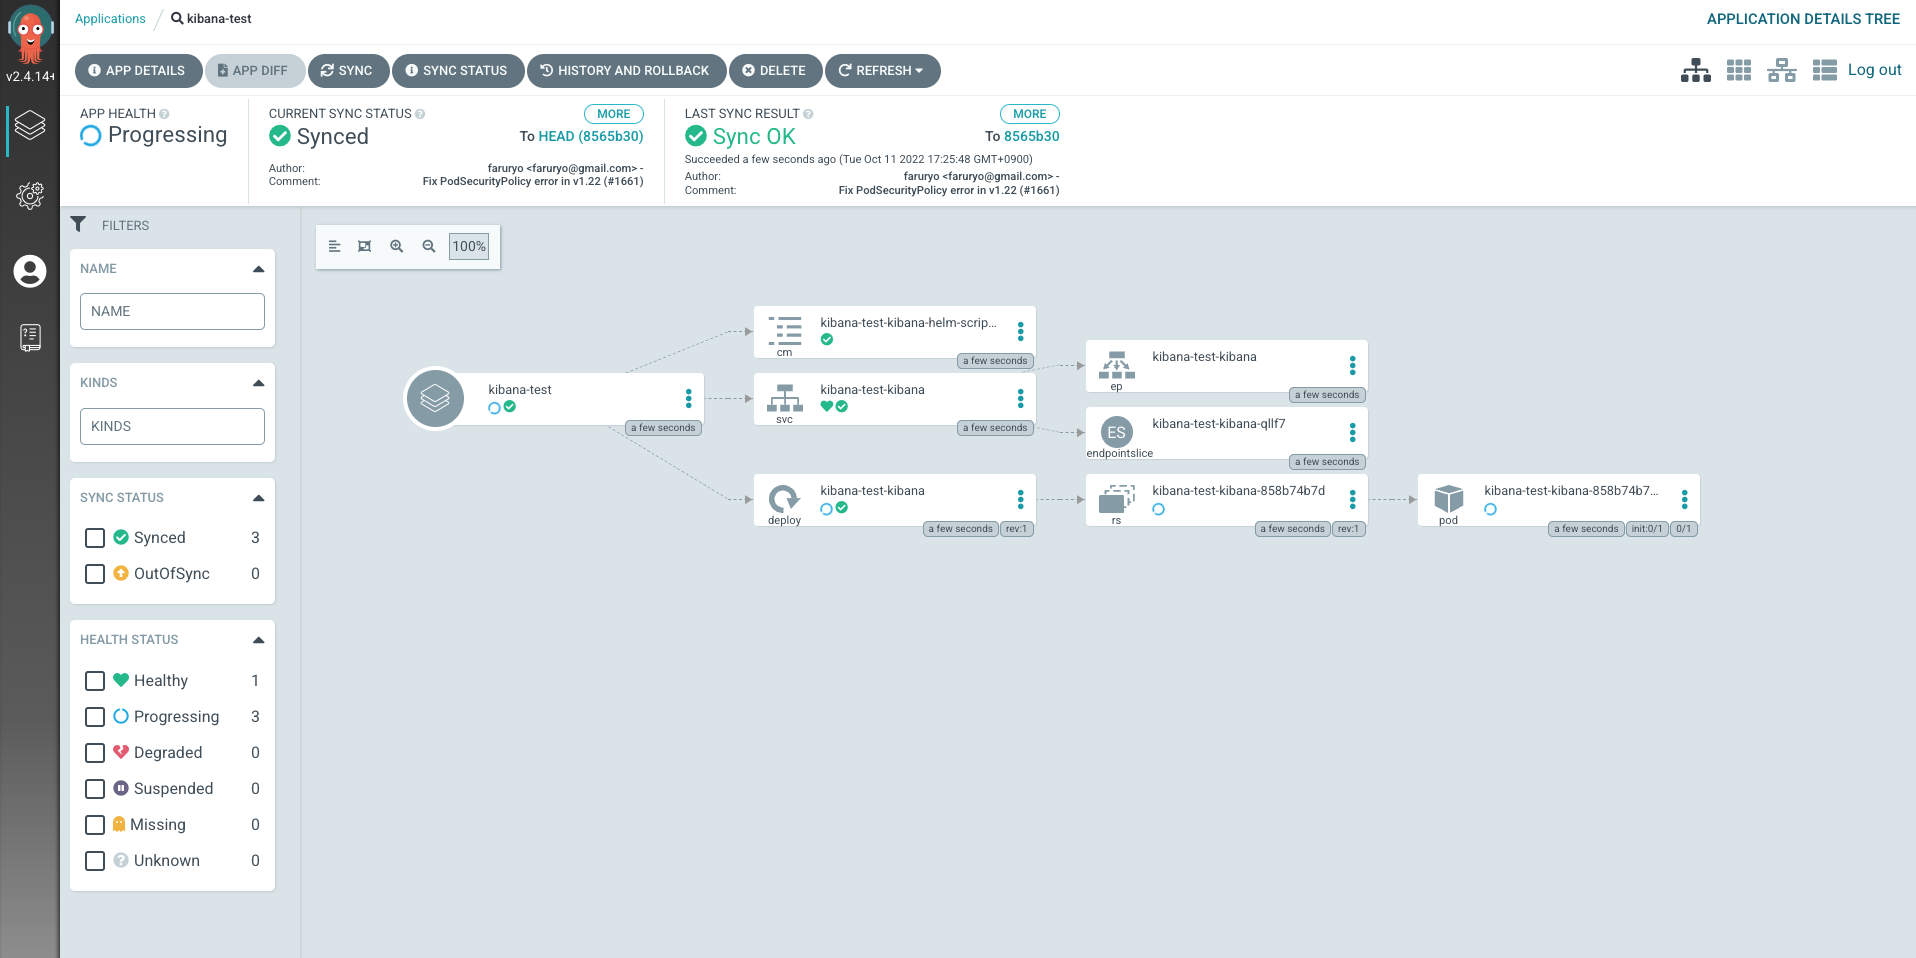 Applications / kibana-test
APPLICATION DETAILS TREE
v2.4.14+
APP DETAILS
APP DIFF
SYNC
SYNC STATUS
HISTORY AND ROLLBACK
DELETE
REFRESH
Log out
APP HEALTH
Progressing
CURRENT SYNC STATUS
MORE
Synced
To HEAD (8565b30)
Author:
faruryo <faruryo@gmail.com> -
Comment:
Fix PodSecurityPolicy error in v1.22 (#1661)
LAST SYNC RESULT
MORE
Sync OK
To 8565b30
Succeeded a few seconds ago (Tue Oct 11 2022 17:25:48 GMT+0900)
Author:
faruryo <faruryo@gmail.com> -
Comment:
Fix PodSecurityPolicy error in v1.22 (#1661)
FILTERS
NAME
NAME
KINDS
KINDS
SYNC STATUS
Synced 3
OutOfSync 0
HEALTH STATUS
Healthy 1
Progressing 3
Degraded 0
Suspended 0
Missing 0
Unknown 0
100%
kibana-test
a few seconds
kibana-test-kibana-helm-scrip...
cm
a few seconds
kibana-test-kibana
svc
a few seconds
kibana-test-kibana
deploy
a few seconds
rev:1
kibana-test-kibana
ep
a few seconds
ES
kibana-test-kibana-qllf7
endpointslice
a few seconds
kibana-test-kibana-858b74b7d
rs
a few seconds
rev:1
kibana-test-kibana-858b74b7...
pod
a few seconds
init:0/1
0/1